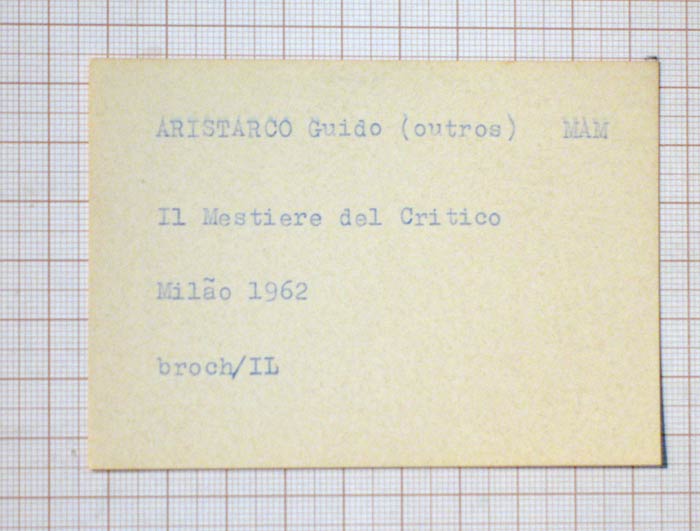 ARISTARCO Guido (outros) MAM
Il Mestiere del Critico
Milão 1962
broch/IL